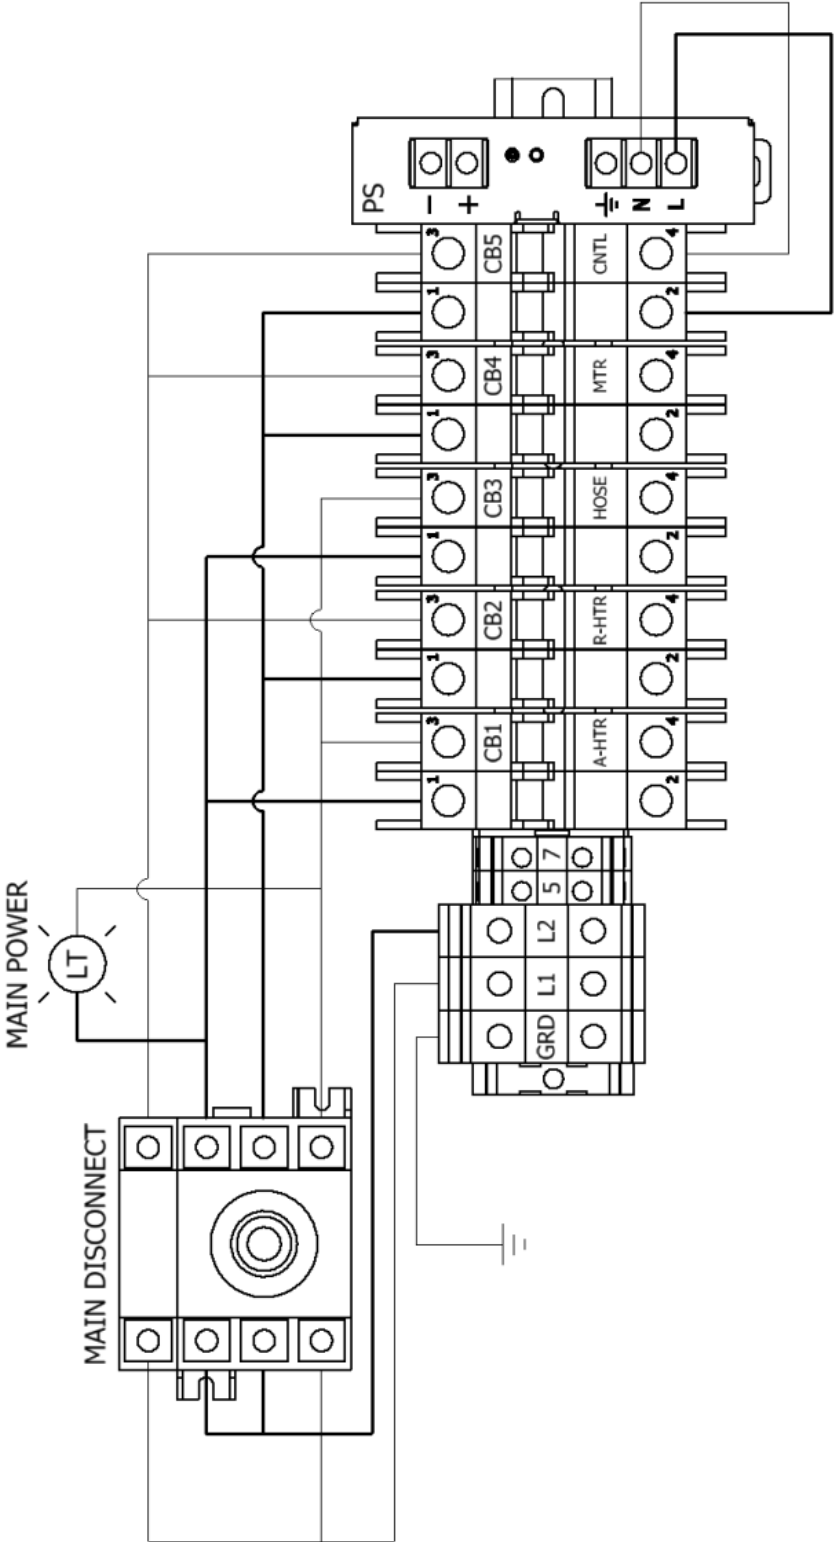 MAIN POWER
LT
MAIN DISCONNECT
PS
−
+
N
L
3
CB5
CNTL
4
1
2
3
CB4
MTR
4
1
2
3
CB3
HOSE
4
1
2
3
CB2
R-HTR
4
1
2
3
CB1
A-HTR
4
1
2
7
5
L2
L1
GRD